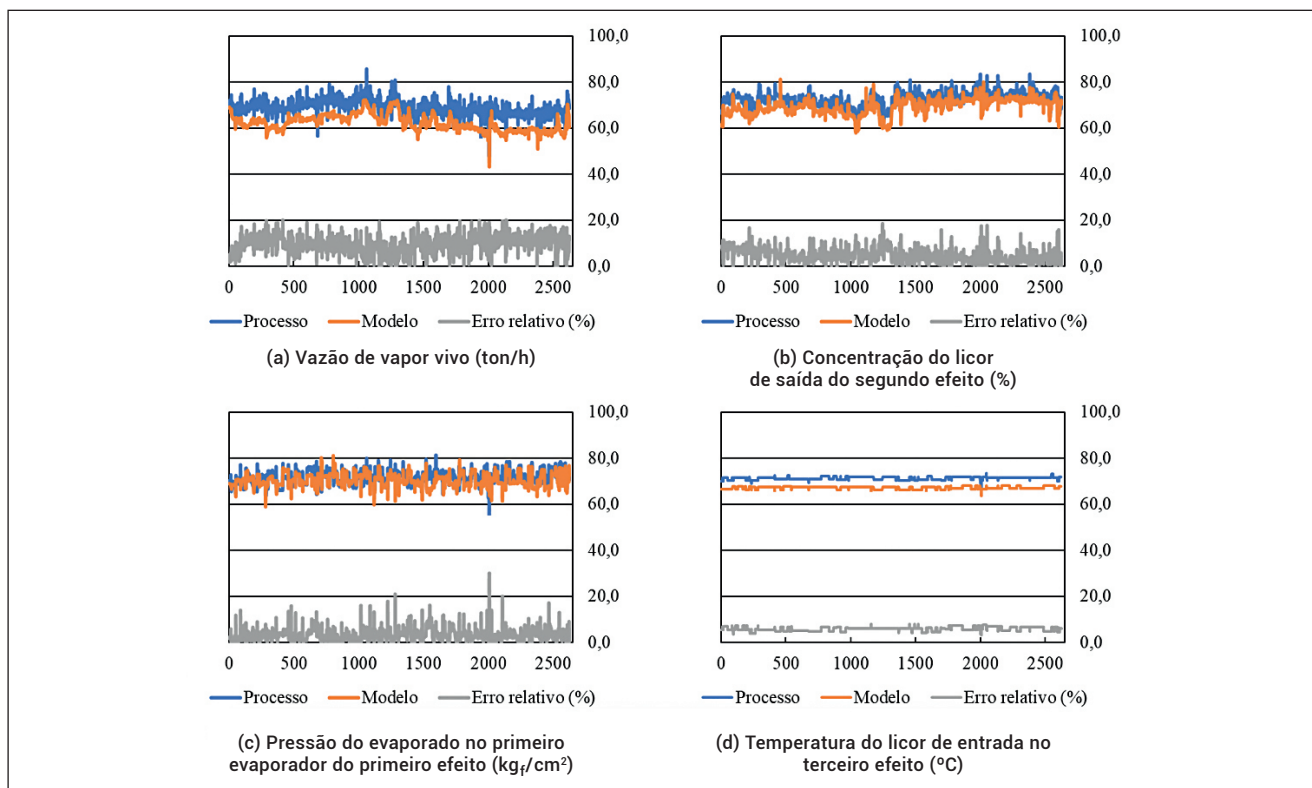 100,0
80,0
60,0
40,0
20,0
0,0
0 500 1000 1500 2000 2500
Processo Modelo Erro relativo (%)
(a) Vazão de vapor vivo (ton/h)
100,0
80,0
60,0
40,0
20,0
0,0
0 500 1000 1500 2000 2500
Processo Modelo Erro relativo (%)
(b) Concentração do licor
de saída do segundo efeito (%)
100,0
80,0
60,0
40,0
20,0
0,0
0 500 1000 1500 2000 2500
Processo Modelo Erro relativo (%)
(c) Pressão do evaporado no primeiro
evaporador do primeiro efeito (kgf/cm²)
100,0
80,0
60,0
40,0
20,0
0,0
0 500 1000 1500 2000 2500
Processo Modelo Erro relativo (%)
(d) Temperatura do licor de entrada no
terceiro efeito (ºC)